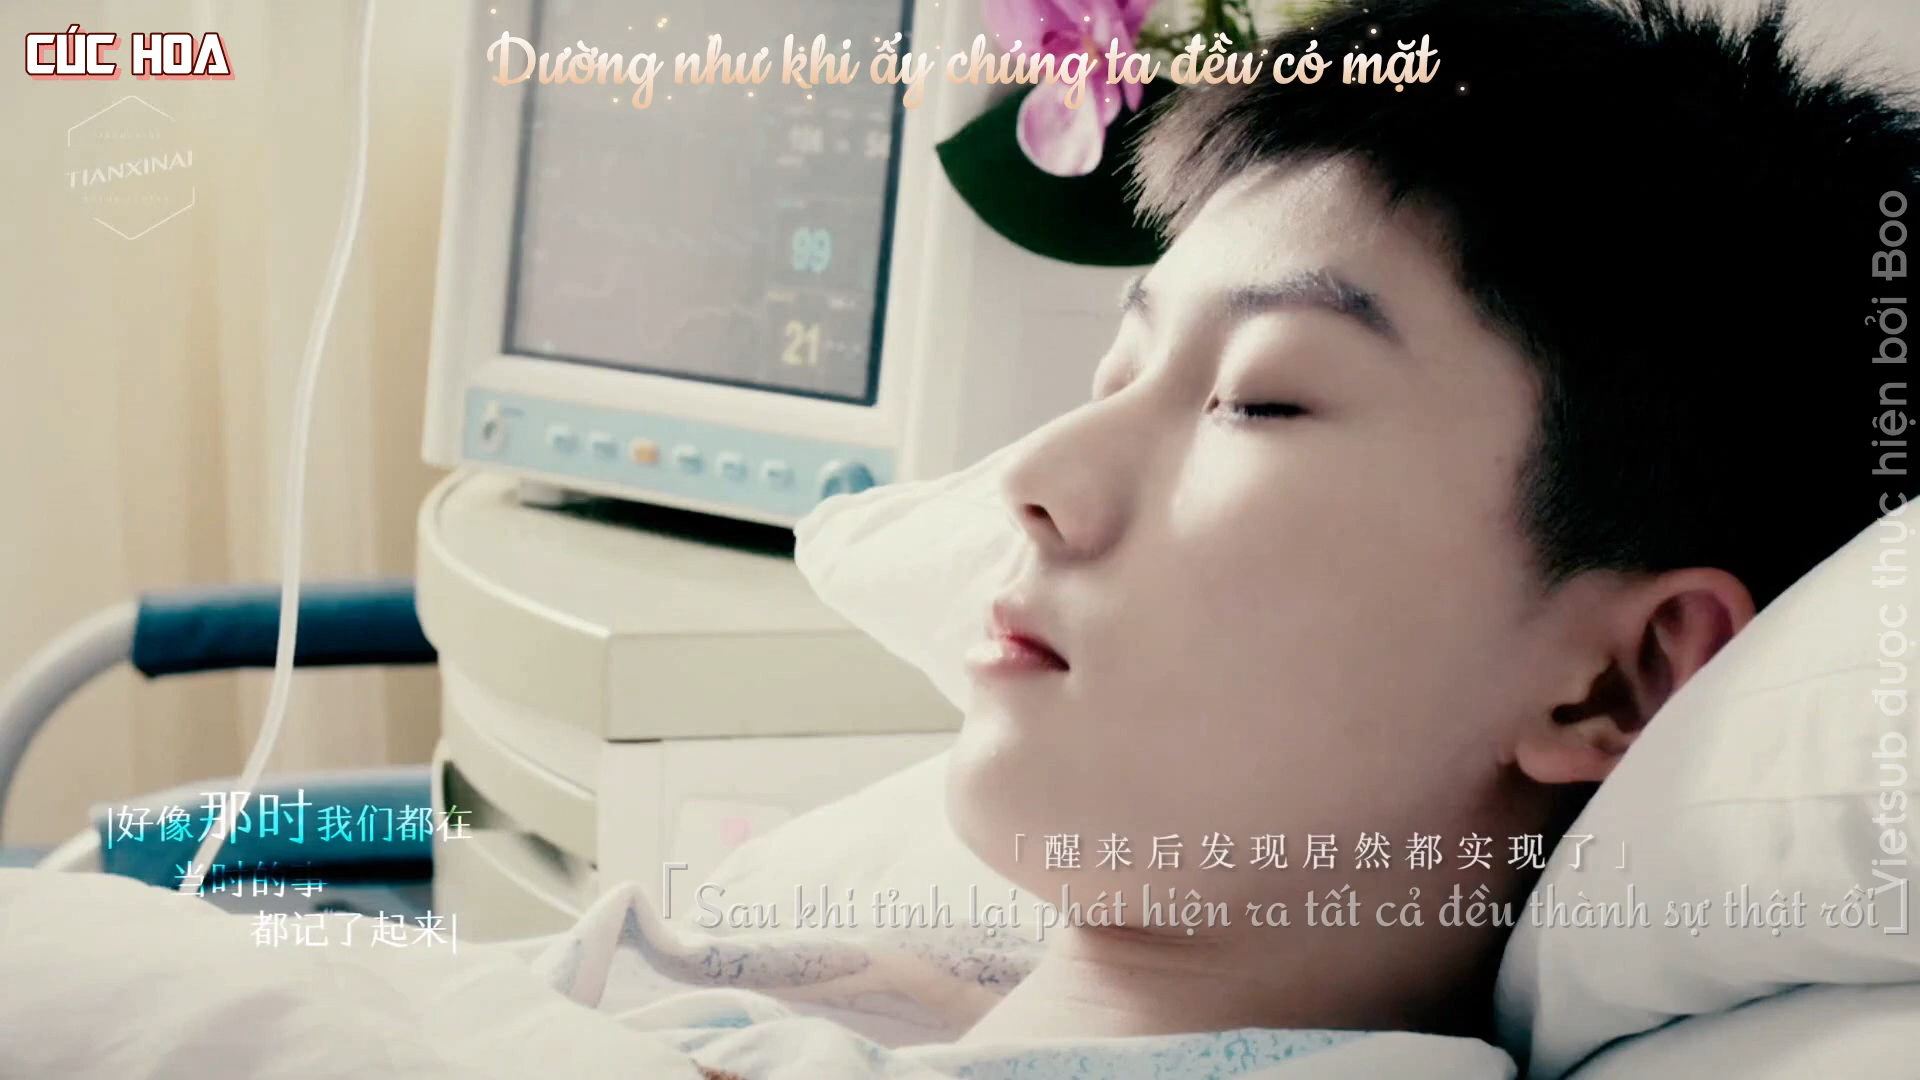 CÚC HOA
Dường như khi ấy chúng ta đều có mặt
TIANXINAI
99
21
|好像那时我们都在
当时的事
都记了起来|
「醒来后发现居然都实现了」
「Sau khi tỉnh lại phát hiện ra tất cả đều thành sự thật rồi」
Vietsub được thực hiện bởi Boo